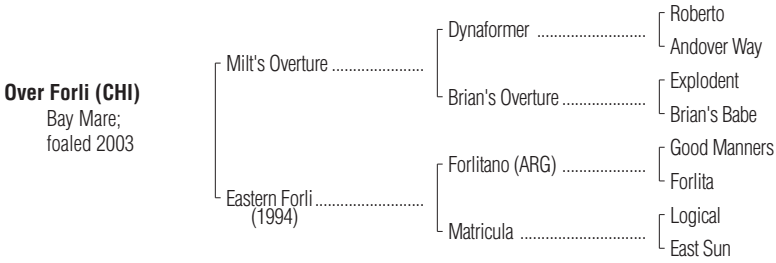 Over Forli (CHI)
Bay Mare;
foaled 2003
Milt's Overture ......................
Eastern Forli ..........................
(1994)
Dynaformer ..........................
Brian's Overture ....................
Forlitano (ARG) ....................
Matricula ..............................
Roberto
Andover Way
Explodent
Brian's Babe
Good Manners
Forlita
Logical
East Sun